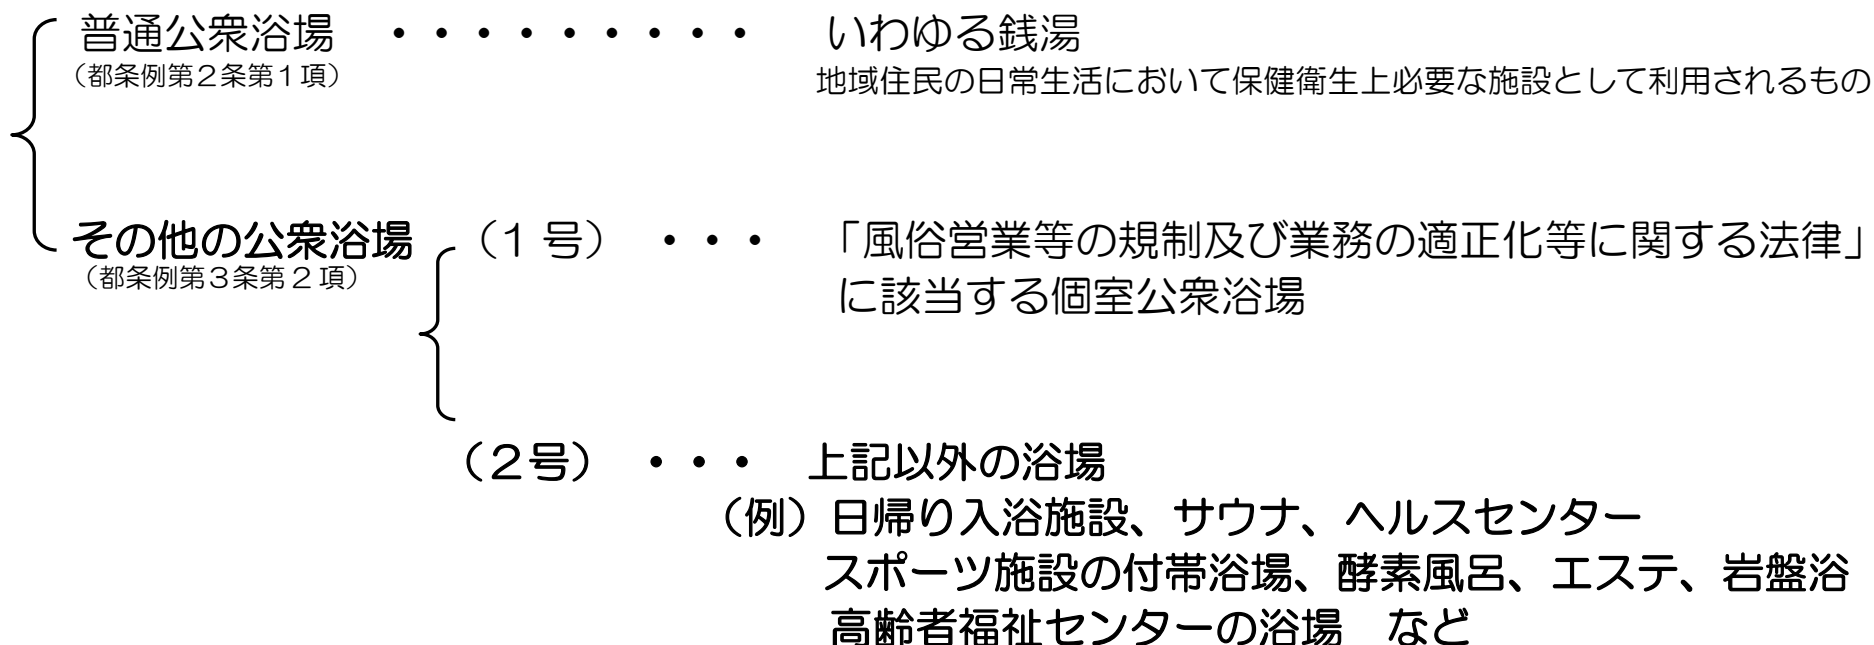 普通公衆浴場 ・・・・・・・・・ いわゆる銭湯
（都条例第２条第１項） 地域住民の日常生活において保健衛生上必要な施設として利用されるもの
その他の公衆浴場 （１号） ・・・ 「風俗営業等の規制及び業務の適正化等に関する法律」
（都条例第３条第２項） に該当する個室公衆浴場
（２号） ・・・ 上記以外の浴場
（例）日帰り入浴施設、サウナ、ヘルスセンター
スポーツ施設の付帯浴場、酵素風呂、エステ、岩盤浴
高齢者福祉センターの浴場　など